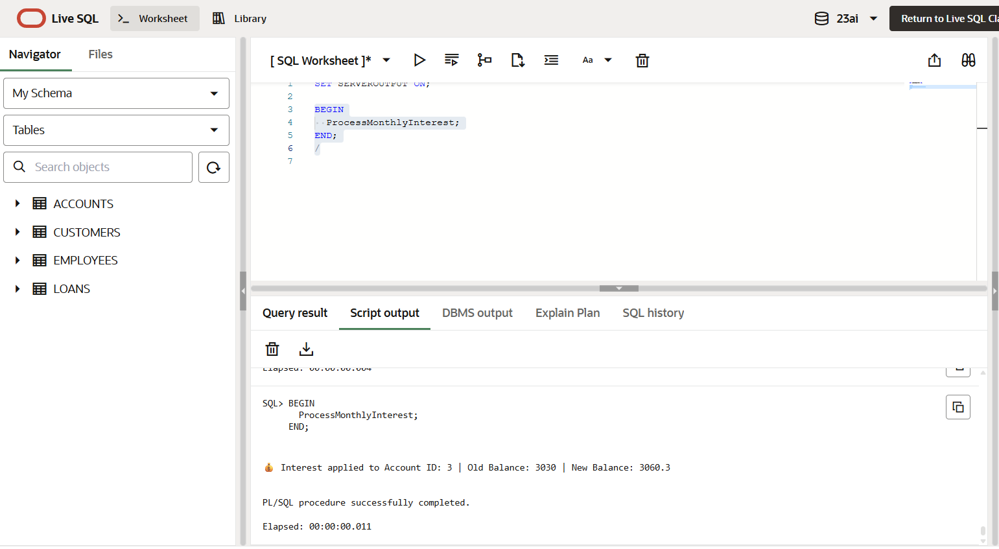 Live SQL
Worksheet
Library
23ai
Return to Live SQL Cla
Navigator
Files
My Schema
Tables
Search objects
ACCOUNTS
CUSTOMERS
EMPLOYEES
LOANS
[ SQL Worksheet ]*
Aa
1 SET SERVEROUTPUT ON;
2
3 BEGIN
4 ProcessMonthlyInterest;
5 END;
6 /
7
Query result
Script output
DBMS output
Explain Plan
SQL history
Elapsed: 00:00:00.004
SQL> BEGIN
ProcessMonthlyInterest;
END;
💰 Interest applied to Account ID: 3 | Old Balance: 3030 | New Balance: 3060.3
PL/SQL procedure successfully completed.
Elapsed: 00:00:00.011